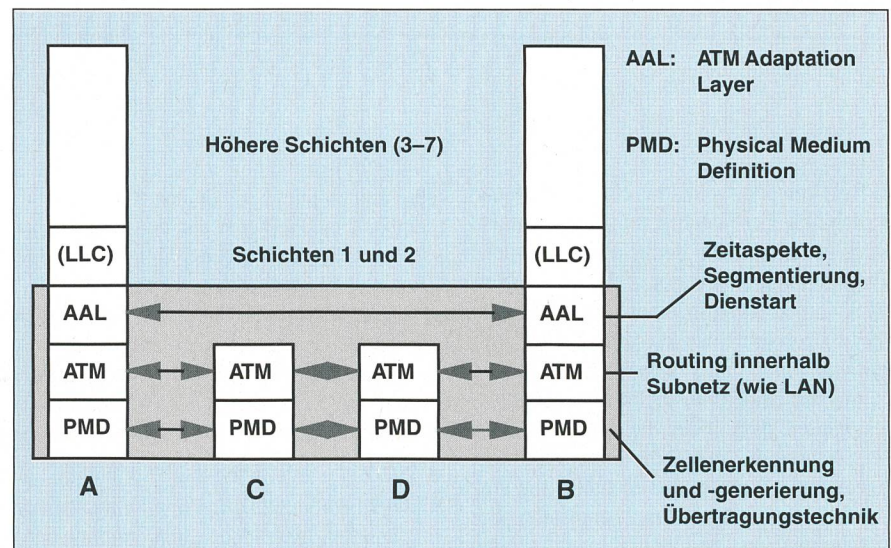 AAL: ATM Adaptation
Layer
PMD: Physical Medium
Definition
Höhere Schichten (3–7)
(LLC)
Schichten 1 und 2
(LLC)
Zeitaspekte,
Segmentierung,
Dienstart
AAL
AAL
ATM
ATM
ATM
ATM
Routing innerhalb
Subnetz (wie LAN)
PMD
PMD
PMD
PMD
Zellenerkennung
und -generierung,
Übertragungstechnik
A
C
D
B